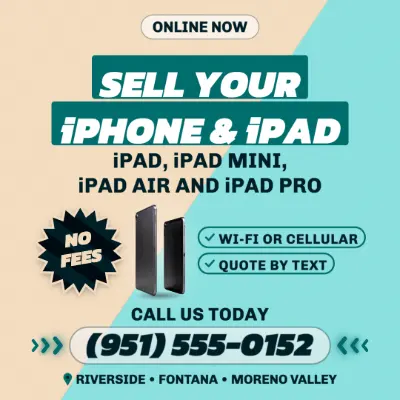 ONLINE NOW
SELL YOUR
iPHONE & iPAD
iPAD, iPAD MINI,
iPAD AIR AND iPAD PRO
NO
FEES
WI-FI OR CELLULAR
QUOTE BY TEXT
CALL US TODAY
(951) 555-0152
RIVERSIDE • FONTANA • MORENO VALLEY